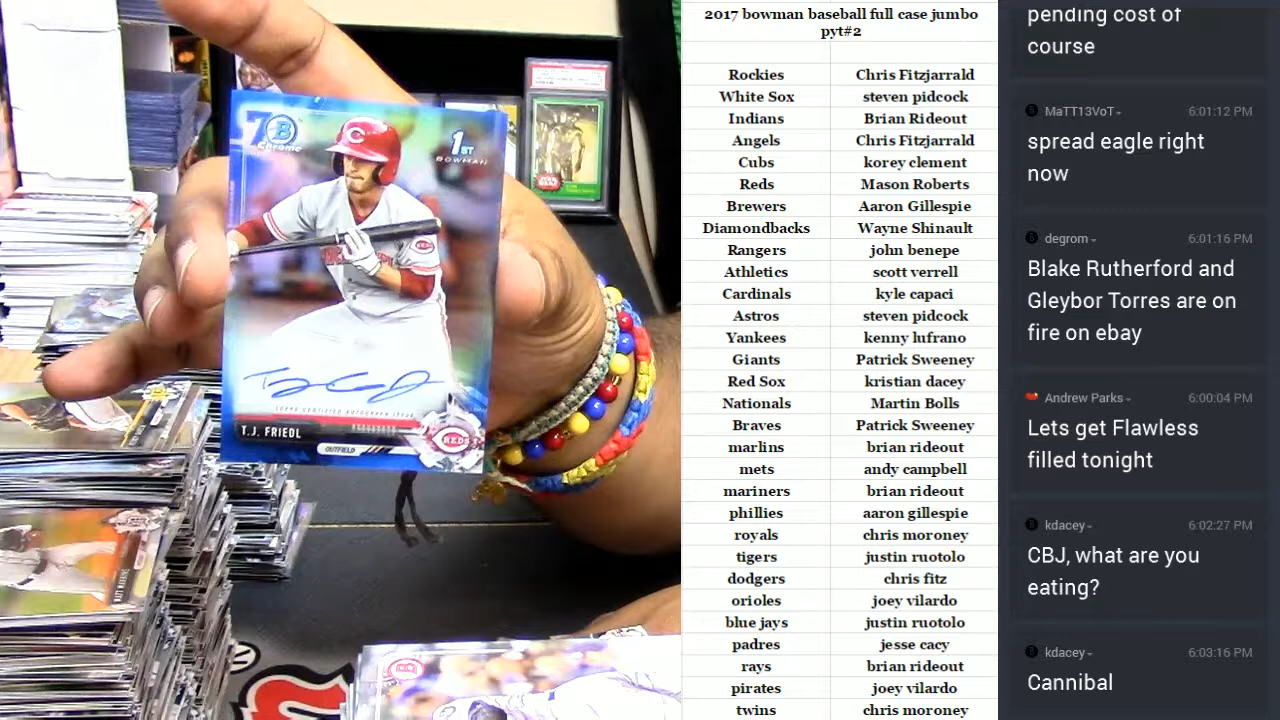 17 B
Chrome
1ST
BOWMAN
C
REDS
TOPPS CERTIFIED AUTOGRAPH ISSUE
T.J. FRIEDL
REDS
OUTFIELD
2017 bowman baseball full case jumbo
pyt#2
Rockies Chris Fitzjarrald
White Sox steven pidcock
Indians Brian Rideout
Angels Chris Fitzjarrald
Cubs korey clement
Reds Mason Roberts
Brewers Aaron Gillespie
Diamondbacks Wayne Shinault
Rangers john benepe
Athletics scott verrell
Cardinals kyle capaci
Astros steven pidcock
Yankees kenny lufrano
Giants Patrick Sweeney
Red Sox kristian dacey
Nationals Martin Bolls
Braves Patrick Sweeney
marlins brian rideout
mets andy campbell
mariners brian rideout
phillies aaron gillespie
royals chris moroney
tigers justin ruotolo
dodgers chris fitz
orioles joey vilardo
blue jays justin ruotolo
padres jesse cacy
rays brian rideout
pirates joey vilardo
twins chris moroney
pending cost of
course
MaTT13VoT 6:01:12 PM
spread eagle right
now
degrom 6:01:16 PM
Blake Rutherford and
Gleybor Torres are on
fire on ebay
Andrew Parks 6:00:04 PM
Lets get Flawless
filled tonight
kdacey 6:02:27 PM
CBJ, what are you
eating?
kdacey 6:03:16 PM
Cannibal